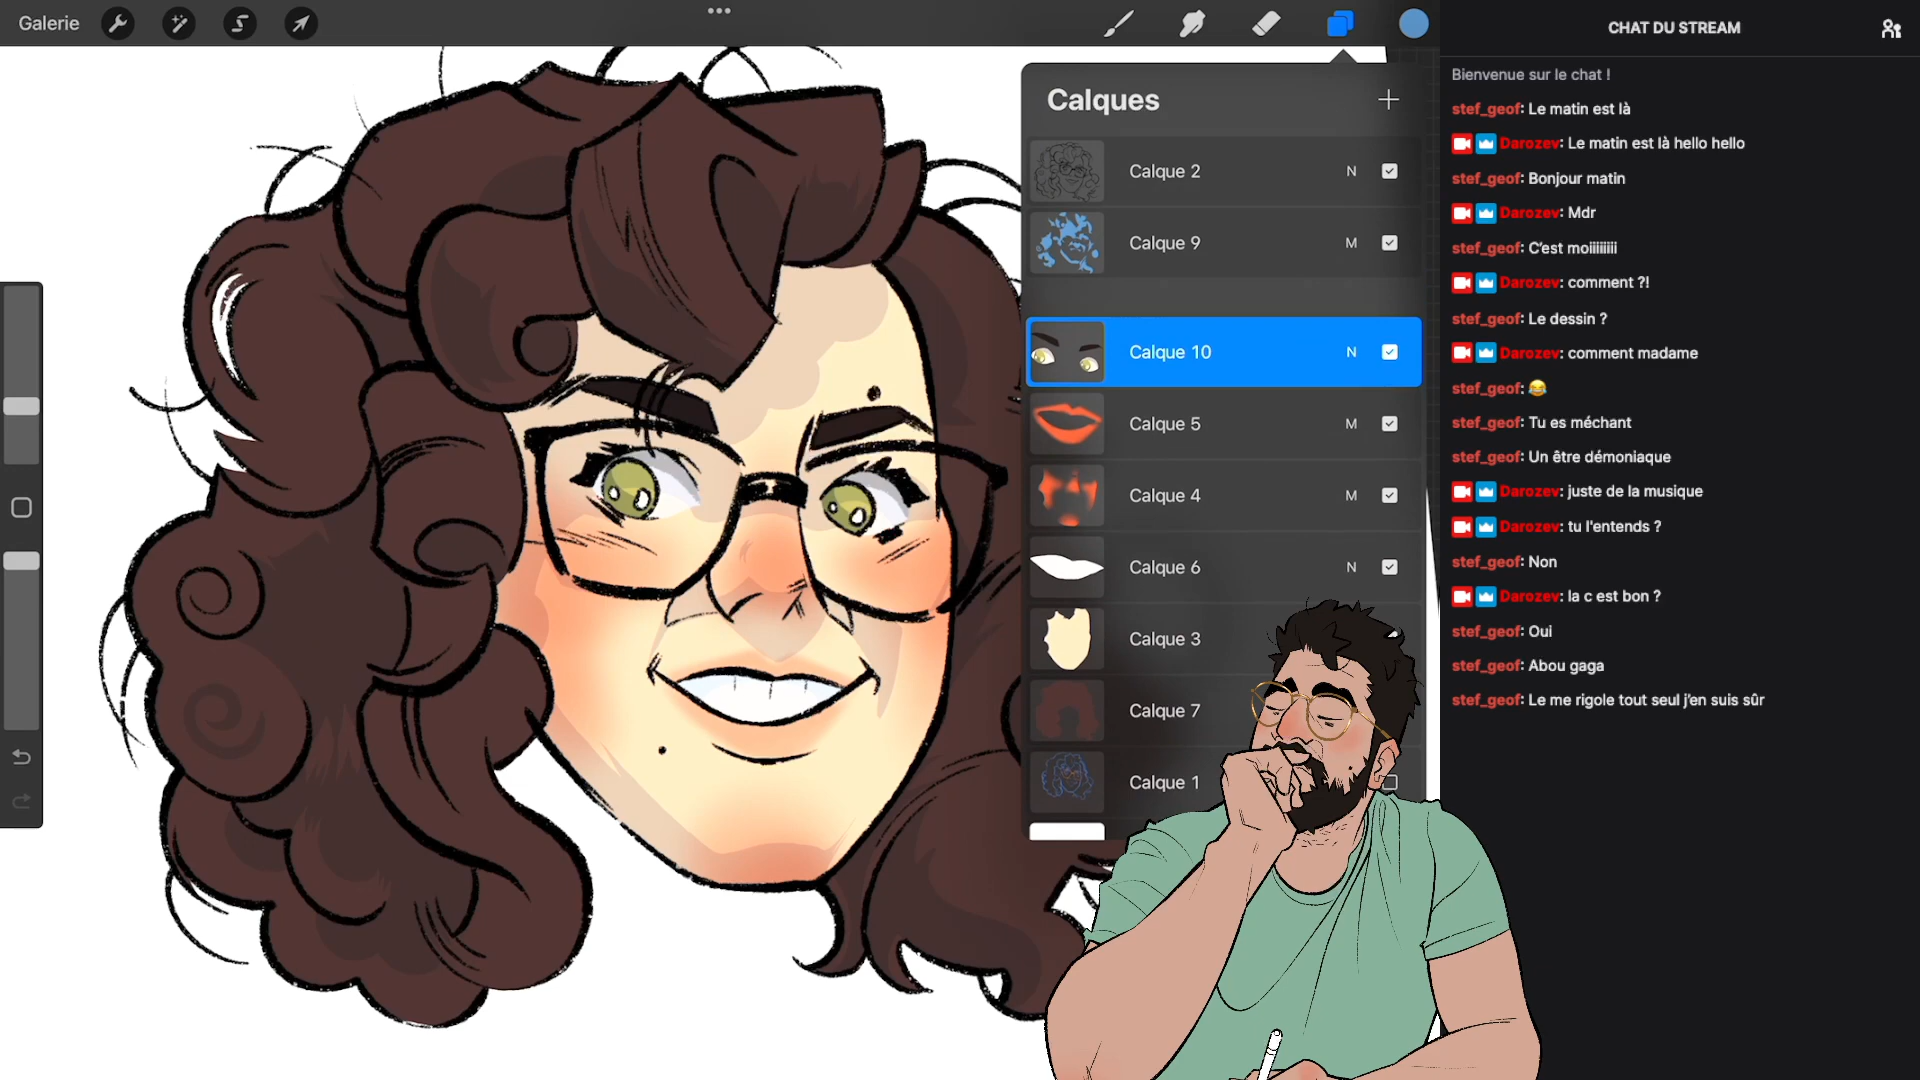 Galerie
Calques
Calque 2 N
Calque 9 M
Calque 10 N
Calque 5 M
Calque 4 M
Calque 6 N
Calque 3
Calque 7
Calque 1
CHAT DU STREAM
Bienvenue sur le chat !
stef_geof: Le matin est là
Darozev: Le matin est là hello hello
stef_geof: Bonjour matin
Darozev: Mdr
stef_geof: C'est moiiiiiiiii
Darozev: comment ?!
stef_geof: Le dessin ?
Darozev: comment madame
stef_geof: 😂
stef_geof: Tu es méchant
stef_geof: Un être démoniaque
Darozev: juste de la musique
Darozev: tu l'entends ?
stef_geof: Non
Darozev: la c est bon ?
stef_geof: Oui
stef_geof: Abou gaga
stef_geof: Le me rigole tout seul j'en suis sûr